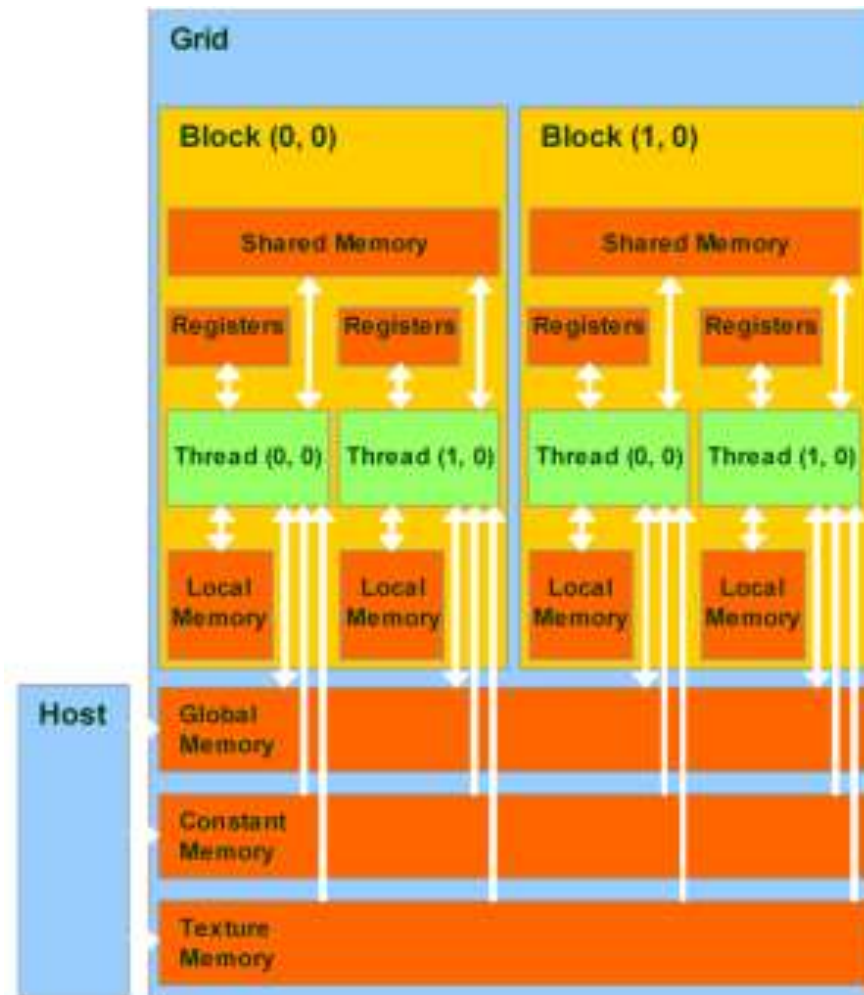 Grid
Block (0, 0)
Block (1, 0)
Shared Memory
Shared Memory
Registers
Registers
Registers
Registers
Thread (0, 0)
Thread (1, 0)
Thread (0, 0)
Thread (1, 0)
Local
Memory
Local
Memory
Local
Memory
Local
Memory
Host
Global
Memory
Constant
Memory
Texture
Memory